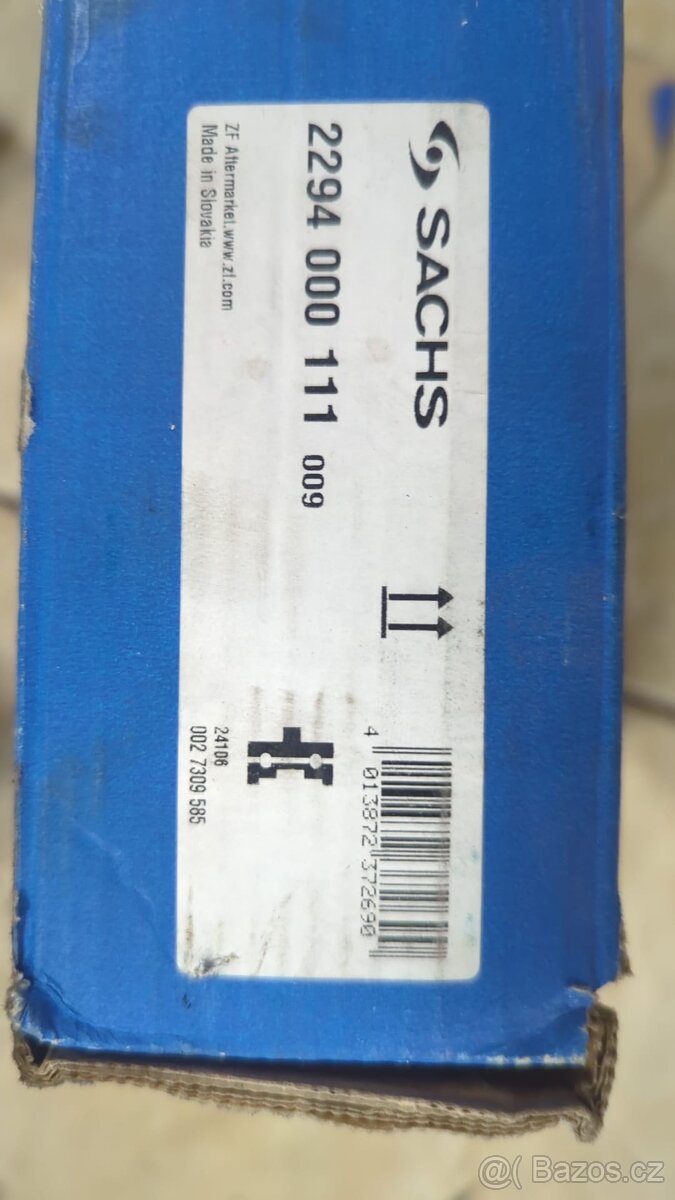 SACHS
2294 000 111 009
ZF Aftermarket.www.zf.com
Made in Slovakia
4 013872 372690
24106
002 7309 585
@( Bazos.cz